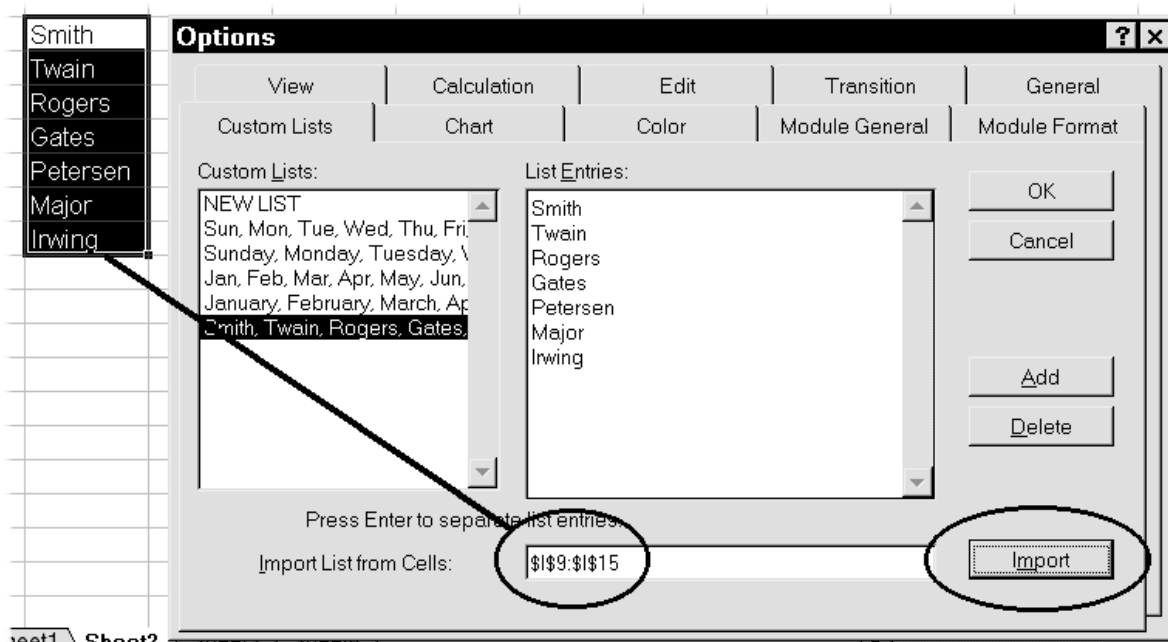 Smith
Twain
Rogers
Gates
Petersen
Major
Irwing
Options
? x
View Calculation Edit Transition General
Custom Lists Chart Color Module General Module Format
Custom Lists:
NEW LIST
Sun, Mon, Tue, Wed, Thu, Fri,
Sunday, Monday, Tuesday,
Jan, Feb, Mar, Apr, May, Jun,
January, February, March, Ap
Smith, Twain, Rogers, Gates,
List Entries:
Smith
Twain
Rogers
Gates
Petersen
Major
Irwing
OK
Cancel
Add
Delete
Press Enter to separate list entries.
Import List from Cells: $I$9:$I$15 Import
Sheet2